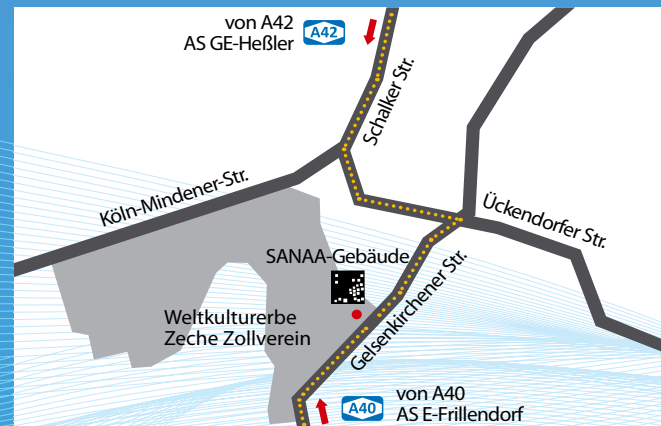 von A42
AS GE-Heßler
A42
Schalker Str.
Köln-Mindener-Str.
Ückendorfer Str.
SANAA-Gebäude
Gelsenkirchener Str.
Weltkulturerbe
Zeche Zollverein
A40
von A40
AS E-Frillendorf